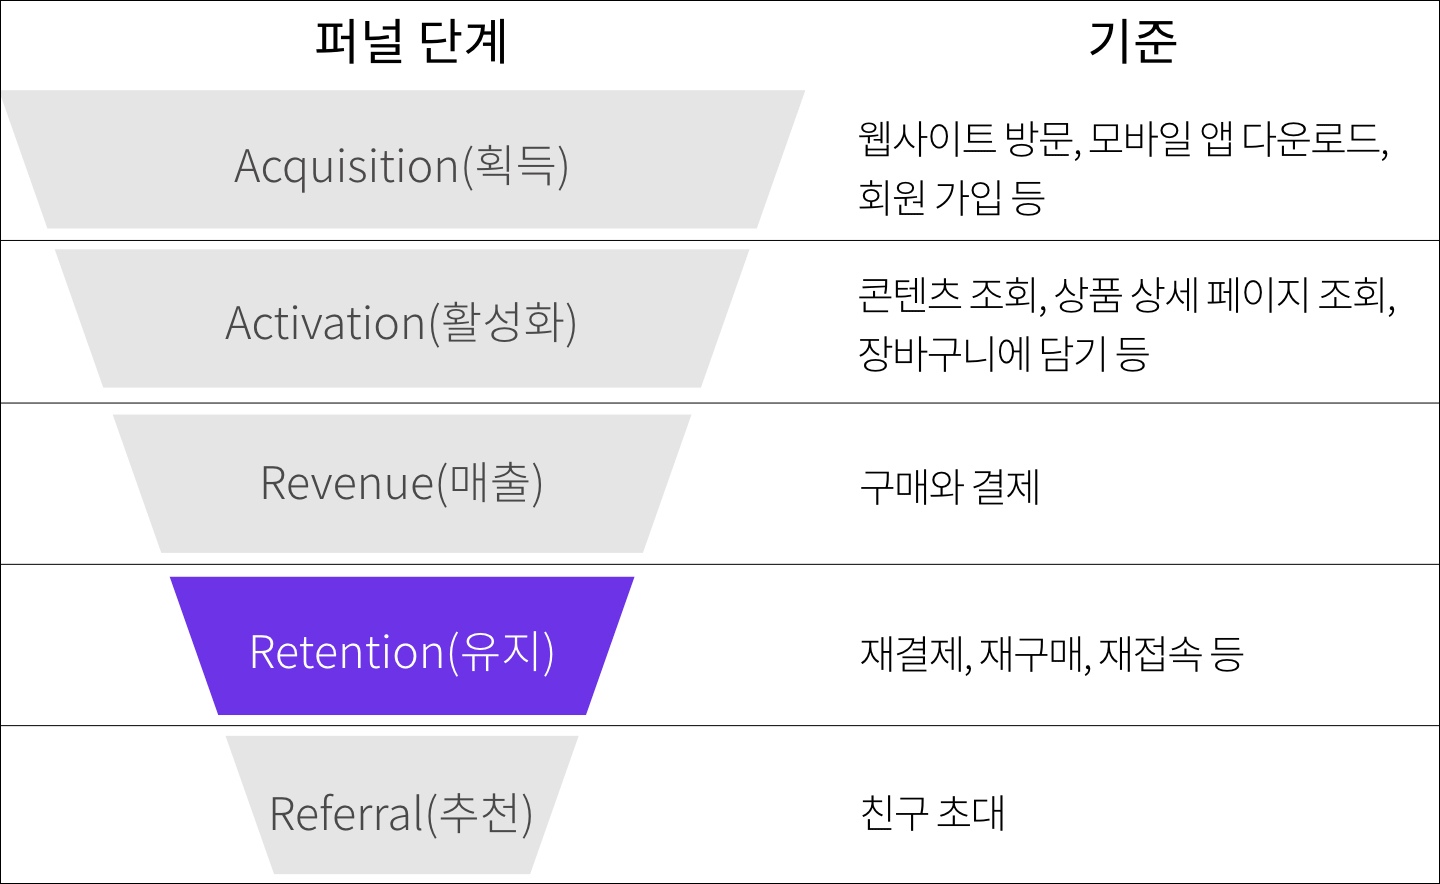 퍼널 단계
기준
Acquisition(획득)
웹사이트 방문, 모바일 앱 다운로드,
회원 가입 등
Activation(활성화)
콘텐츠 조회, 상품 상세 페이지 조회,
장바구니에 담기 등
Revenue(매출)
구매와 결제
Retention(유지)
재결제, 재구매, 재접속 등
Referral(추천)
친구 초대